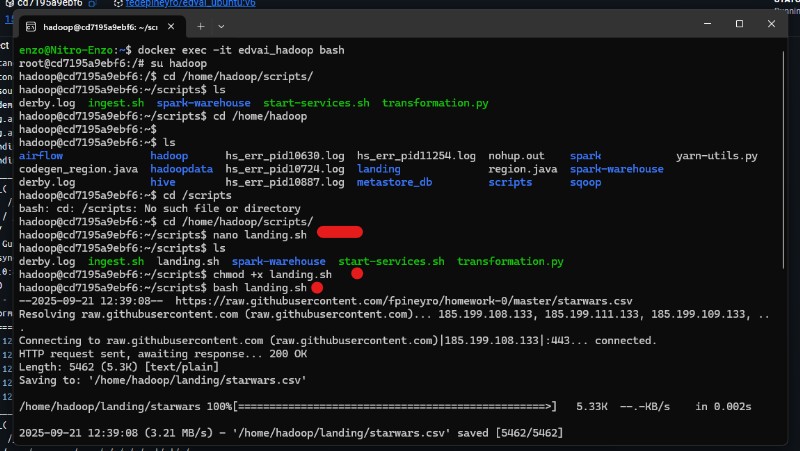 cd7195a9ebf6
fedepineyro/edvai_ubuntu:v6
hadoop@cd7195a9ebf6: ~/scri
enzo@Nitro-Enzo:~$ docker exec -it edvai_hadoop bash
root@cd7195a9ebf6:/# su hadoop
hadoop@cd7195a9ebf6:/$ cd /home/hadoop/scripts/
hadoop@cd7195a9ebf6:~/scripts$ ls
derby.log ingest.sh spark-warehouse start-services.sh transformation.py
hadoop@cd7195a9ebf6:~/scripts$ cd /home/hadoop
hadoop@cd7195a9ebf6:~$
hadoop@cd7195a9ebf6:~$ ls
airflow hadoop hs_err_pid10630.log hs_err_pid11254.log nohup.out spark yarn-utils.py
codegen_region.java hadoopdata hs_err_pid10724.log landing region.java spark-warehouse
derby.log hive hs_err_pid10887.log metastore_db scripts sqoop
hadoop@cd7195a9ebf6:~$ cd /scripts
bash: cd: /scripts: No such file or directory
hadoop@cd7195a9ebf6:~$ cd /home/hadoop/scripts/
hadoop@cd7195a9ebf6:~/scripts$ nano landing.sh
hadoop@cd7195a9ebf6:~/scripts$ ls
derby.log ingest.sh landing.sh spark-warehouse start-services.sh transformation.py
hadoop@cd7195a9ebf6:~/scripts$ chmod +x landing.sh
hadoop@cd7195a9ebf6:~/scripts$ bash landing.sh
--2025-09-21 12:39:08-- https://raw.githubusercontent.com/fpineyro/homework-0/master/starwars.csv
Resolving raw.githubusercontent.com (raw.githubusercontent.com)... 185.199.108.133, 185.199.111.133, 185.199.109.133, ..
.
Connecting to raw.githubusercontent.com (raw.githubusercontent.com)|185.199.108.133|:443... connected.
HTTP request sent, awaiting response... 200 OK
Length: 5462 (5.3K) [text/plain]
Saving to: '/home/hadoop/landing/starwars.csv'
/home/hadoop/landing/starwars 100%[==============================================>] 5.33K --.-KB/s in 0.002s
2025-09-21 12:39:08 (3.21 MB/s) - '/home/hadoop/landing/starwars.csv' saved [5462/5462]